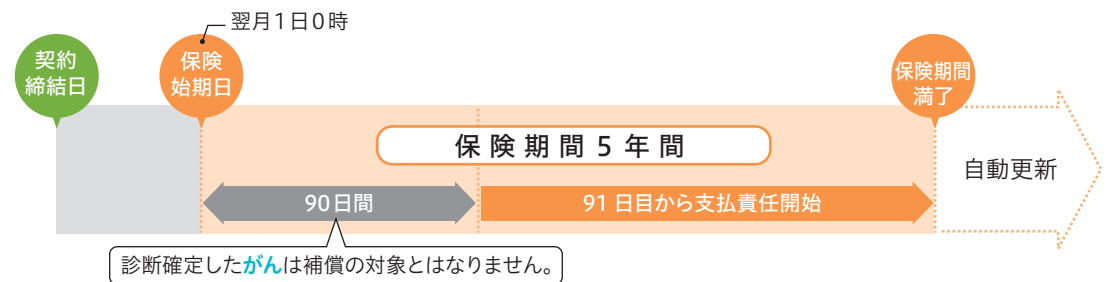 翌月1日0時
契約
締結日
保険
始期日
保険期間
満了
保険期間5年間
自動更新
90日間
91日目から支払責任開始
診断確定したがんは補償の対象とはなりません。